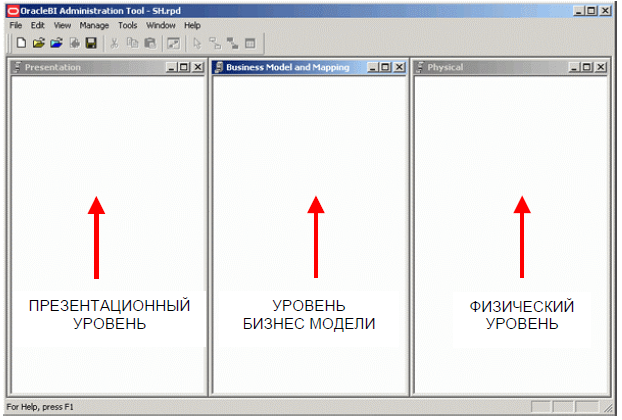 OracleBI Administration Tool - SH.rpd
File Edit View Manage Tools Window Help
Presentation
Business Model and Mapping
Physical
ПРЕЗЕНТАЦИОННЫЙ
УРОВЕНЬ
УРОВЕНЬ
БИЗНЕС МОДЕЛИ
ФИЗИЧЕСКИЙ
УРОВЕНЬ
For Help, press F1